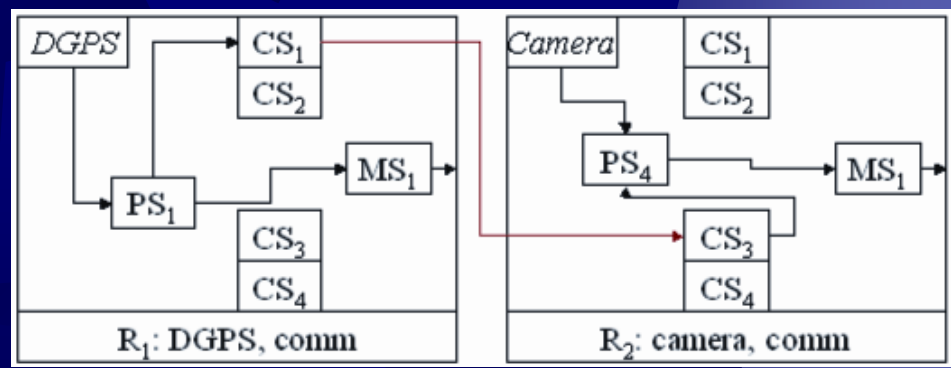 DGPS
CS₁
CS₂
PS₁
MS₁
CS₃
CS₄
R₁: DGPS, comm
Camera
CS₁
CS₂
PS₄
MS₁
CS₃
CS₄
R₂: camera, comm